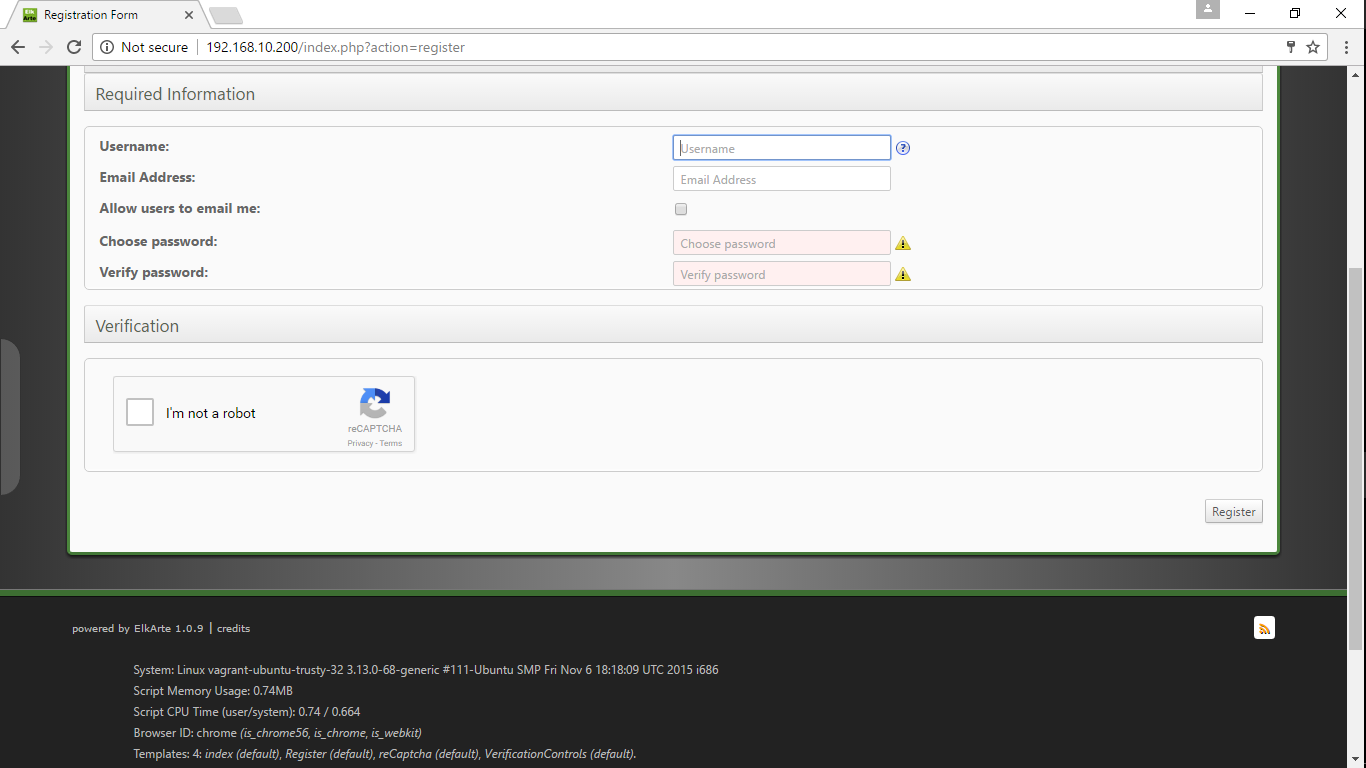 Elk Arte Registration Form
Not secure 192.168.10.200/index.php?action=register
Required Information
Username: Username ?
Email Address: Email Address
Allow users to email me:
Choose password: Choose password
Verify password: Verify password
Verification
I'm not a robot
reCAPTCHA
Privacy - Terms
Register
powered by ElkArte 1.0.9 | credits
System: Linux vagrant-ubuntu-trusty-32 3.13.0-68-generic #111-Ubuntu SMP Fri Nov 6 18:18:09 UTC 2015 i686
Script Memory Usage: 0.74MB
Script CPU Time (user/system): 0.74 / 0.664
Browser ID: chrome (is_chrome56, is_chrome, is_webkit)
Templates: 4: index (default), Register (default), reCaptcha (default), VerificationControls (default).